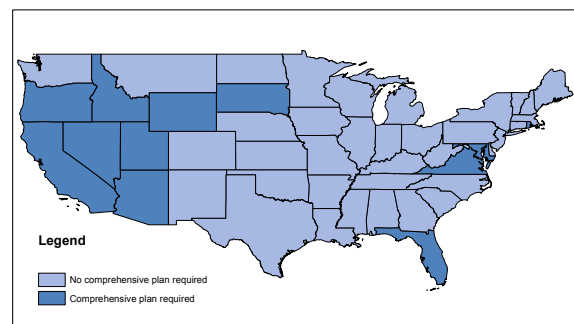 Legend
No comprehensive plan required
Comprehensive plan required